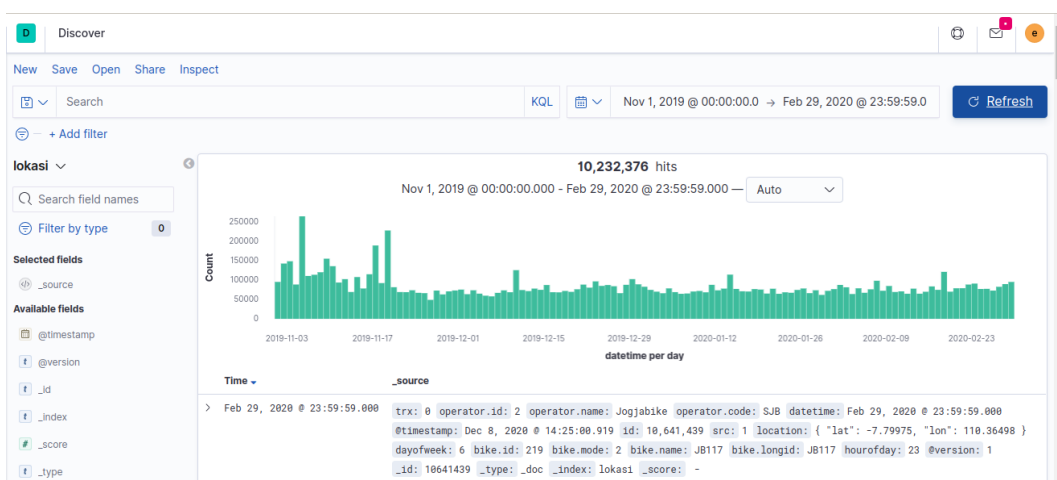 D Discover e
New Save Open Share Inspect
Search KQL Nov 1, 2019 @ 00:00:00.0 → Feb 29, 2020 @ 23:59:59.0 Refresh
+ Add filter
lokasi
Search field names
Filter by type 0
Selected fields
_source
Available fields
@timestamp
t @version
t _id
t _index
# _score
t _type
10,232,376 hits
Nov 1, 2019 @ 00:00:00.000 - Feb 29, 2020 @ 23:59:59.000 — Auto
Count
250000
200000
150000
100000
50000
0
2019-11-03 2019-11-17 2019-12-01 2019-12-15 2019-12-29 2020-01-12 2020-01-26 2020-02-09 2020-02-23
datetime per day
Time _source
Feb 29, 2020 @ 23:59:59.000 trx: 0 operator.id: 2 operator.name: Jogjabike operator.code: SJB datetime: Feb 29, 2020 @ 23:59:59.000
@timestamp: Dec 8, 2020 @ 14:25:00.919 id: 10,641,439 src: 1 location: { "lat": -7.79975, "lon": 110.36498 }
dayofweek: 6 bike.id: 219 bike.mode: 2 bike.name: JB117 bike.longid: JB117 hourofday: 23 @version: 1
_id: 10641439 _type: _doc _index: lokasi _score: -